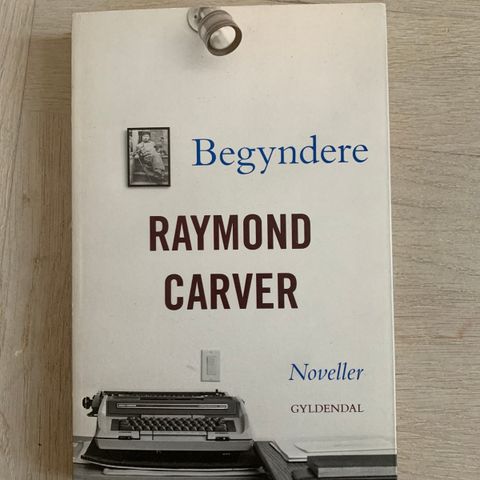 Begyndere
RAYMOND
CARVER
Noveller
GYLDENDAL